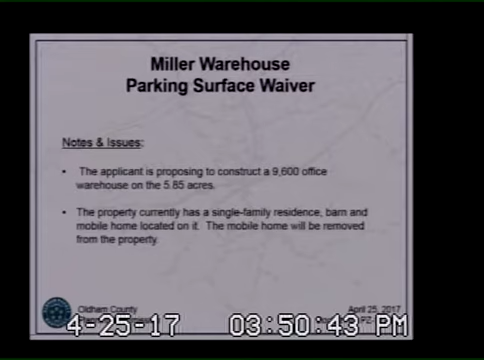 Miller Warehouse
Parking Surface Waiver
Notes & Issues:
• The applicant is proposing to construct a 9,600 office
warehouse on the 5.85 acres.
• The property currently has a single-family residence, barn and
mobile home located on it. The mobile home will be removed
from the property.
Oldham County
April 25, 2017
4-25-17 03:50:43 PM